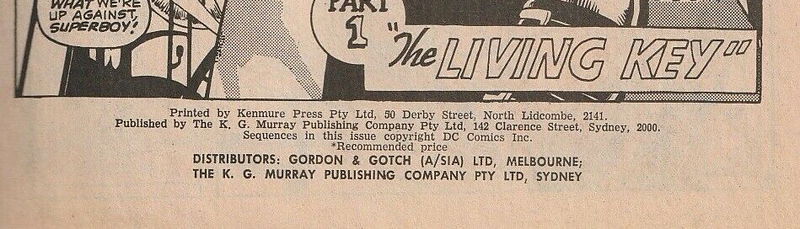 WHAT WE'RE
UP AGAINST,
SUPERBOY!
PART
1
"The LIVING KEY"
Printed by Kenmure Press Pty Ltd, 50 Derby Street, North Lidcombe, 2141.
Published by The K. G. Murray Publishing Company Pty Ltd, 142 Clarence Street, Sydney, 2000.
Sequences in this issue copyright DC Comics Inc.
*Recommended price
DISTRIBUTORS: GORDON & GOTCH (A/SIA) LTD, MELBOURNE;
THE K. G. MURRAY PUBLISHING COMPANY PTY LTD, SYDNEY